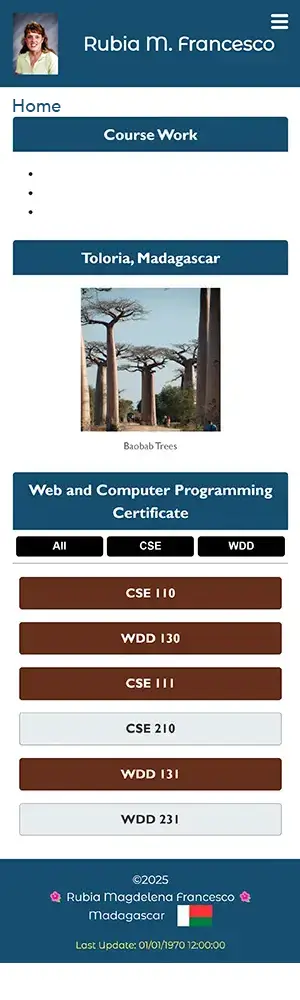 Rubia M. Francesco
Home
Course Work
Toloria, Madagascar
Baobab Trees
Web and Computer Programming
Certificate
All CSE WDD
CSE 110
WDD 130
CSE 111
CSE 210
WDD 131
WDD 231
©2025
🌺 Rubia Magdelena Francesco 🌺
Madagascar
Last Update: 01/01/1970 12:00:00